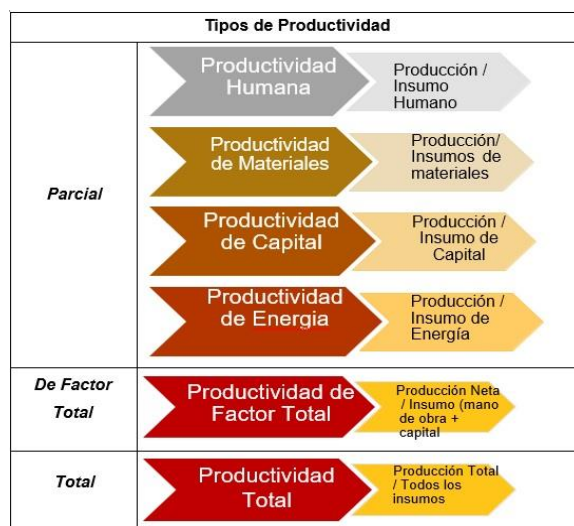 Tipos de Productividad
Parcial
Productividad
Humana
Producción /
Insumo
Humano
Productividad
de Materiales
Producción/
Insumos de
materiales
Productividad
de Capital
Producción /
Insumo de
Capital
Productividad
de Energia
Producción /
Insumo de
Energía
De Factor
Total
Productividad de
Factor Total
Producción Neta
/ Insumo (mano
de obra +
capital
Total
Productividad
Total
Producción Total
/ Todos los
insumos